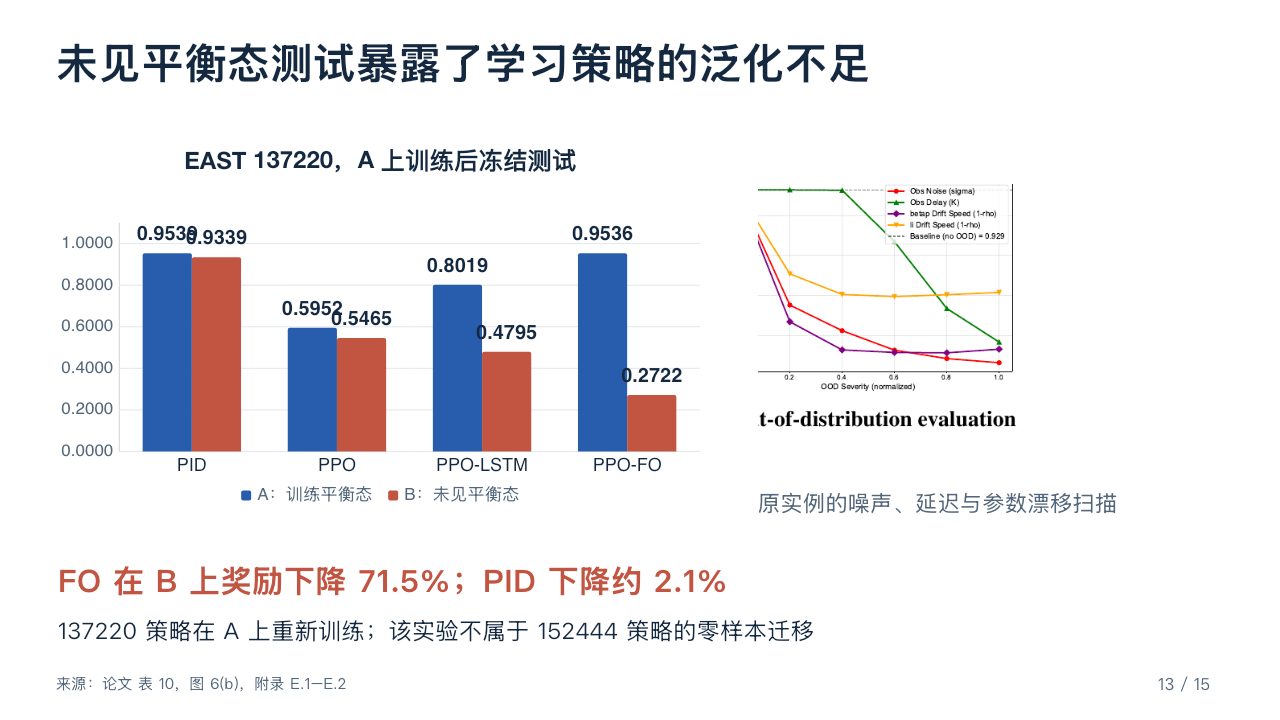 未见平衡态测试暴露了学习策略的泛化不足
EAST 137220，A 上训练后冻结测试
1.0000
0.8000
0.6000
0.4000
0.2000
0.0000
0.9539
0.9339
0.5952
0.5465
0.8019
0.4795
0.9536
0.2722
PID
PPO
PPO-LSTM
PPO-FO
A：训练平衡态
B：未见平衡态
Obs Noise (sigma)
Obs Delay (K)
betap Drift Speed (1-rho)
li Drift Speed (1-rho)
Baseline (no OOD) = 0.929
0.2
0.4
0.6
0.8
1.0
OOD Severity (normalized)
t-of-distribution evaluation
原实例的噪声、延迟与参数漂移扫描
FO 在 B 上奖励下降 71.5%；PID 下降约 2.1%
137220 策略在 A 上重新训练；该实验不属于 152444 策略的零样本迁移
来源：论文 表 10，图 6(b)，附录 E.1—E.2
13 / 15